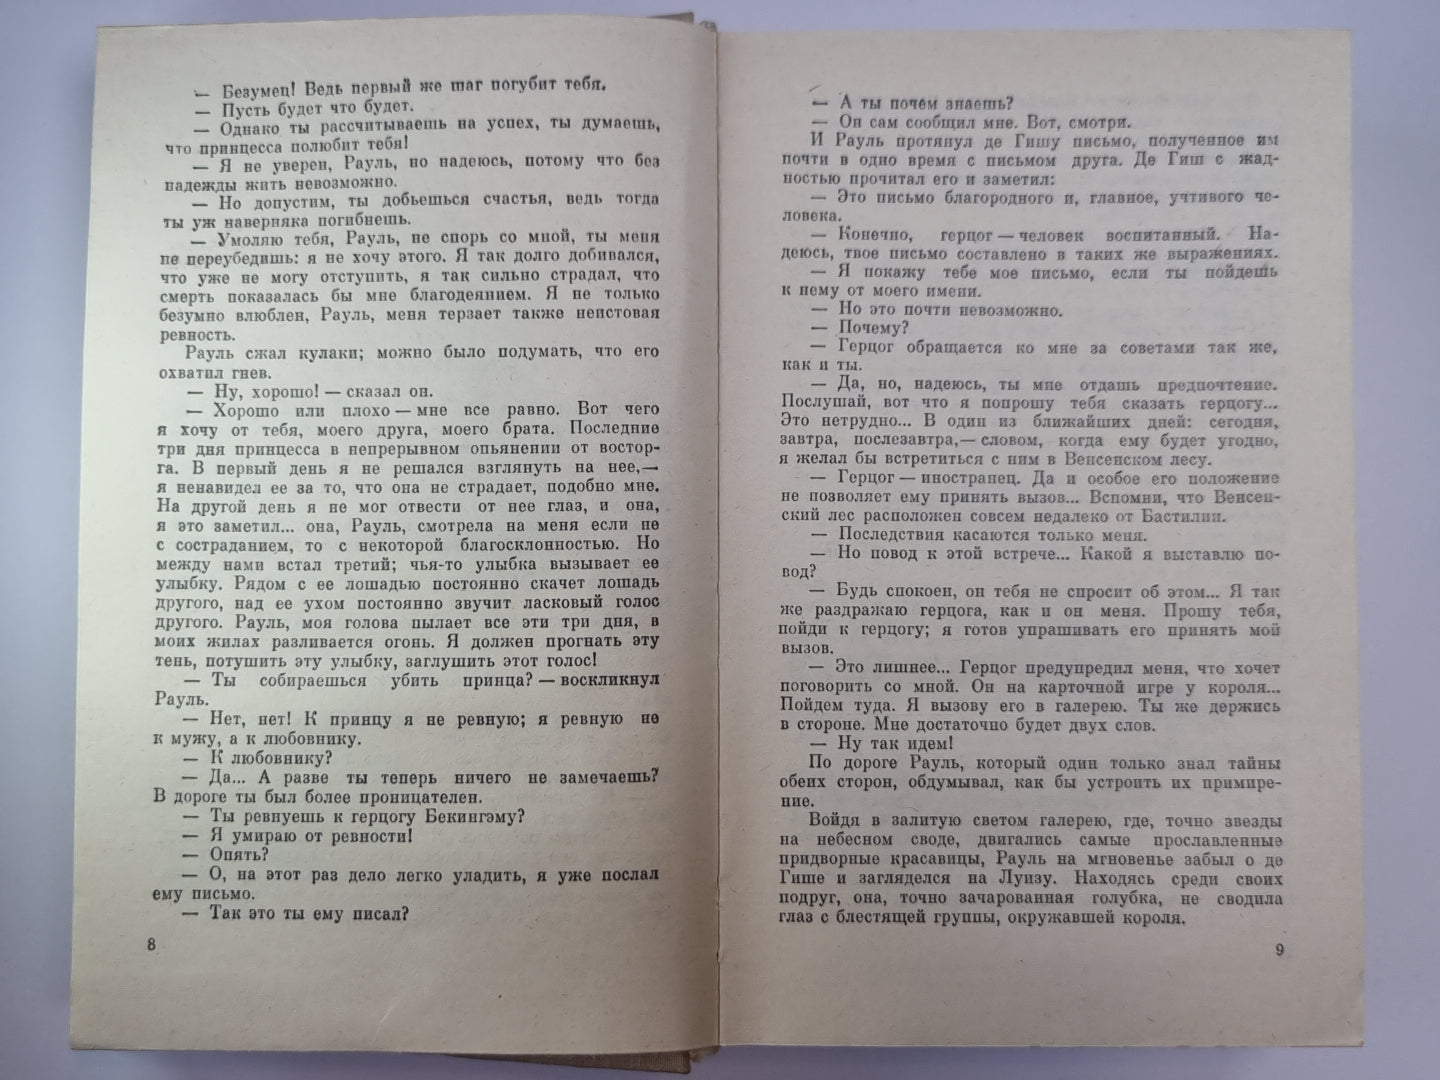 — Безумец! Ведь первый же шаг погубит тебя.
— Пусть будет что будет.
— Однако ты рассчитываешь на успех, ты думаешь,
что принцесса полюбит тебя!
— Я не уверен, Рауль, но надеюсь, потому что без
надежды жить невозможно.
— Но допустим, ты добьешься счастья, ведь тогда
ты уж наверняка погибнешь.
— Умоляю тебя, Рауль, не спорь со мной, ты меня
не переубедишь: я не хочу этого. Я так долго добивался,
что уже не могу отступить, я так сильно страдал, что
смерть показалась бы мне благодеянием. Я не только
безумно влюблен, Рауль, меня терзает также неистовая
ревность.
Рауль сжал кулаки; можно было подумать, что его
охватил гнев.
— Ну, хорошо! — сказал он.
— Хорошо или плохо — мне все равно. Вот чего
я хочу от тебя, моего друга, моего брата. Последние
три дня принцесса в непрерывном опьянении от востор-
га. В первый день я не решался взглянуть на нее,—
я ненавидел ее за то, что она не страдает, подобно мне.
На другой день я не мог отвести от нее глаз, и она,
я это заметил... она, Рауль, смотрела на меня если не
с состраданием, то с некоторой благосклонностью. Но
между нами встал третий; чья-то улыбка вызывает ее
улыбку. Рядом с ее лошадью постоянно скачет лошадь
другого, над ее ухом постоянно звучит ласковый голос
другого. Рауль, моя голова пылает все эти три дня, в
моих жилах разливается огонь. Я должен прогнать эту
тень, потушить эту улыбку, заглушить этот голос!
— Ты собираешься убить принца? — воскликнул
Рауль.
— Нет, нет! К принцу я не ревную; я ревную не
к мужу, а к любовнику.
— К любовнику?
— Да... А разве ты теперь ничего не замечаешь?
В дороге ты был более проницателен.
— Ты ревнуешь к герцогу Бекингэму?
— Я умираю от ревности!
— Опять?
— О, на этот раз дело легко уладить, я уже послал
ему письмо.
— Так это ты ему писал?
8
— А ты почем знаешь?
— Он сам сообщил мне. Вот, смотри.
И Рауль протянул де Гишу письмо, полученное им
почти в одно время с письмом друга. Де Гиш с жад-
ностью прочитал его и заметил:
— Это письмо благородного и, главное, учтивого че-
ловека.
— Конечно, герцог — человек воспитанный. На-
деюсь, твое письмо составлено в таких же выражениях.
— Я покажу тебе мое письмо, если ты пойдешь
к нему от моего имени.
— Но это почти невозможно.
— Почему?
— Герцог обращается ко мне за советами так же,
как и ты.
— Да, но, надеюсь, ты мне отдашь предпочтение.
Послушай, вот что я попрошу тебя сказать герцогу...
Это нетрудно... В один из ближайших дней: сегодня,
завтра, послезавтра,— словом, когда ему будет угодно,
я желал бы встретиться с ним в Венсенском лесу.
— Герцог — иностранец. Да и особое его положение
не позволяет ему принять вызов... Вспомни, что Венсен-
ский лес расположен совсем недалеко от Бастилии.
— Последствия касаются только меня.
— Но повод к этой встрече... Какой я выставлю по-
вод?
— Будь спокоен, он тебя не спросит об этом... Я так
же раздражаю герцога, как и он меня. Прошу тебя,
пойди к герцогу; я готов упрашивать его принять мой
вызов.
— Это лишнее... Герцог предупредил меня, что хочет
поговорить со мной. Он на карточной игре у короля...
Пойдем туда. Я вызову его в галерею. Ты же держись
в стороне. Мне достаточно будет двух слов.
— Ну так идем!
По дороге Рауль, который один только знал тайны
обеих сторон, обдумывал, как бы устроить их примире-
ние.
Войдя в залитую светом галерею, где, точно звезды
на небесном своде, двигались самые прославленные
придворные красавицы, Рауль на мгновенье забыл о де
Гише и загляделся на Луизу. Находясь среди своих
подруг, она, точно зачарованная голубка, не сводила
глаз с блестящей группы, окружавшей короля.
9